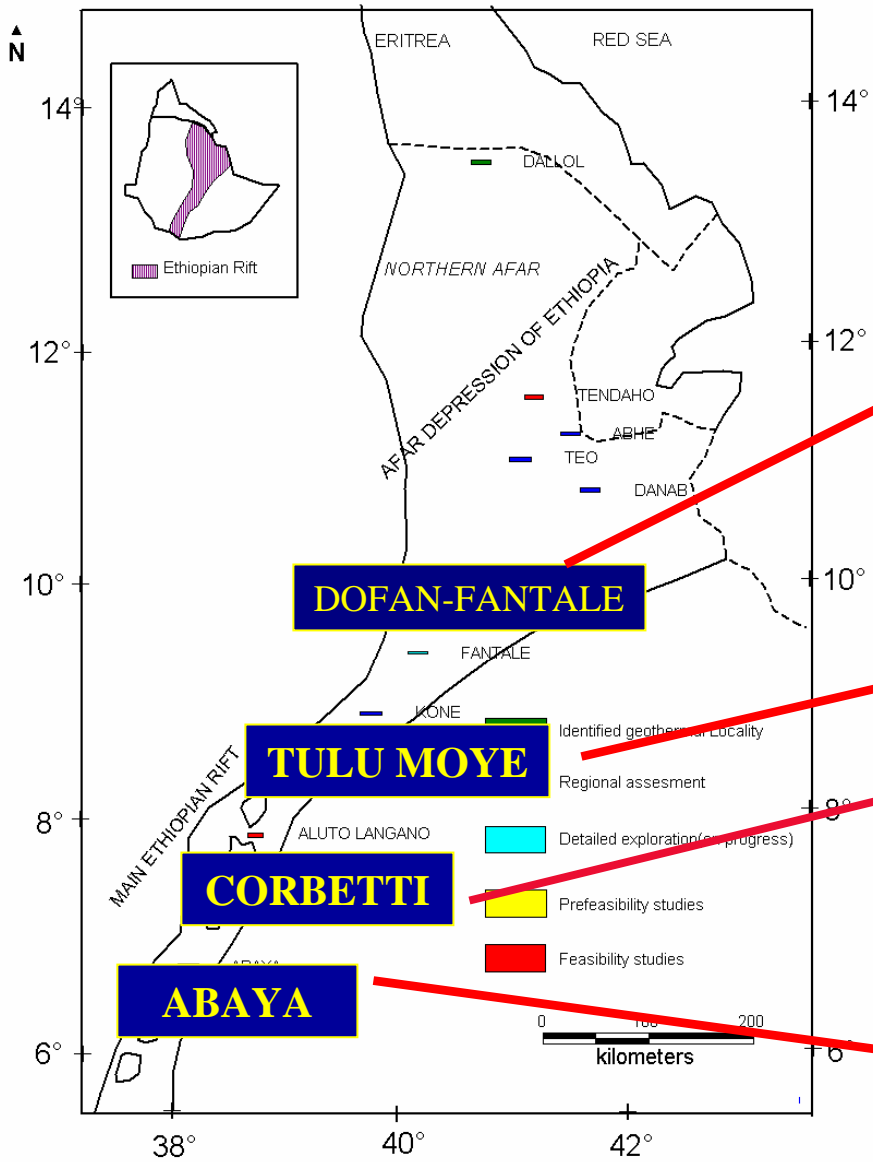 N
ERITREA
RED SEA
14°
14°
DALLOL
Ethiopian Rift
NORTHERN AFAR
AFAR DEPRESSION OF ETHIOPIA
12°
12°
TENDAHO
ABHE
TEO
DANAB
10°
10°
DOFAN-FANTALE
FANTALE
KONE
Identified geothermal Locality
TULU MOYE
Regional assesment
MAIN ETHIOPIAN RIFT
8°
8°
ALUTO LANGANO
Detailed exploration(on progress)
CORBETTI
Prefeasibility studies
Feasibility studies
ABAYA
0 100 200
kilometers
6°
6°
38°
40°
42°